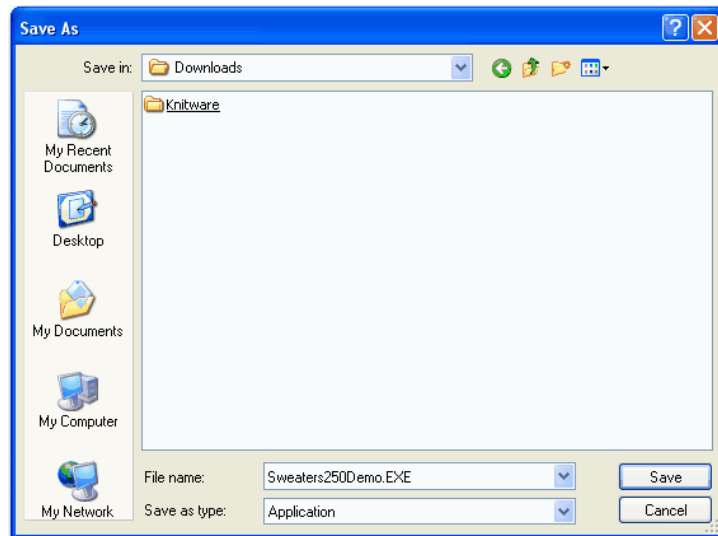 Save As
Save in:
Downloads
Knitware
My Recent
Documents
Desktop
My Documents
My Computer
My Network
File name:
Sweaters250Demo.EXE
Save
Save as type:
Application
Cancel